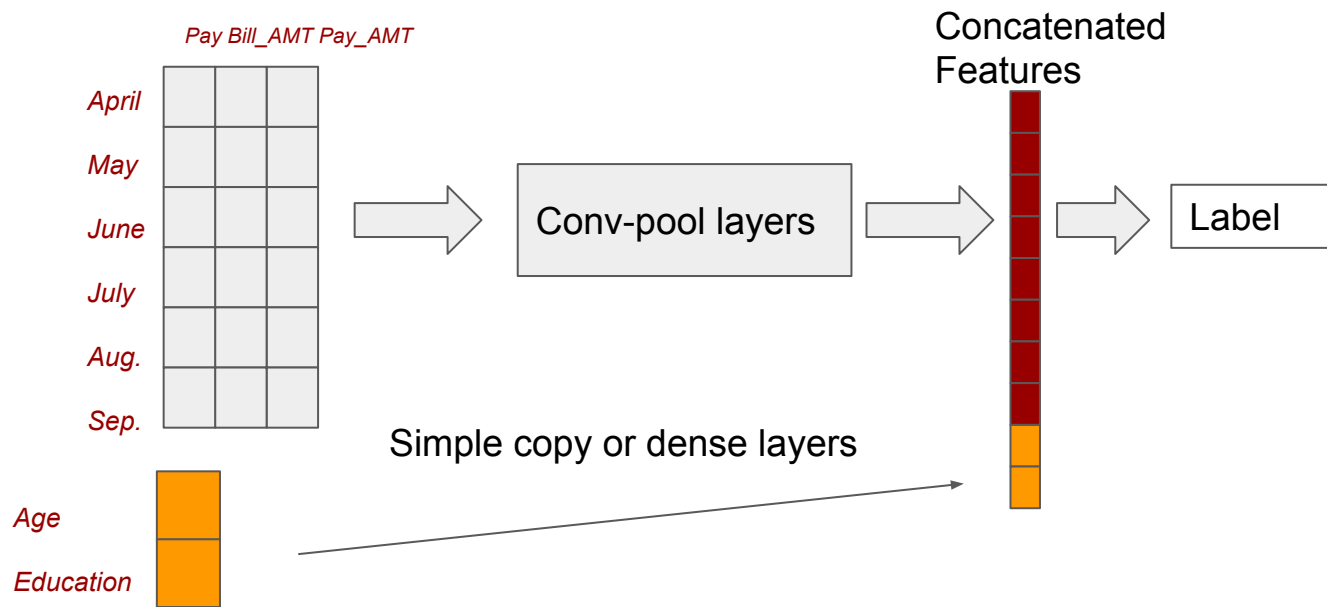 Pay Bill_AMT Pay_AMT
Concatenated
Features
April
May
June
July
Aug.
Sep.
Conv-pool layers
Label
Simple copy or dense layers
Age
Education